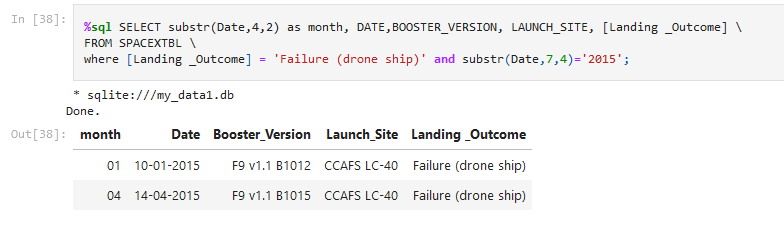 In [38]: %sql SELECT substr(Date,4,2) as month, DATE,BOOSTER_VERSION, LAUNCH_SITE, [Landing _Outcome] \
FROM SPACEXTBL \
where [Landing _Outcome] = 'Failure (drone ship)' and substr(Date,7,4)='2015';
* sqlite:///my_data1.db
Done.
Out[38]: month Date Booster_Version Launch_Site Landing _Outcome
01 10-01-2015 F9 v1.1 B1012 CCAFS LC-40 Failure (drone ship)
04 14-04-2015 F9 v1.1 B1015 CCAFS LC-40 Failure (drone ship)